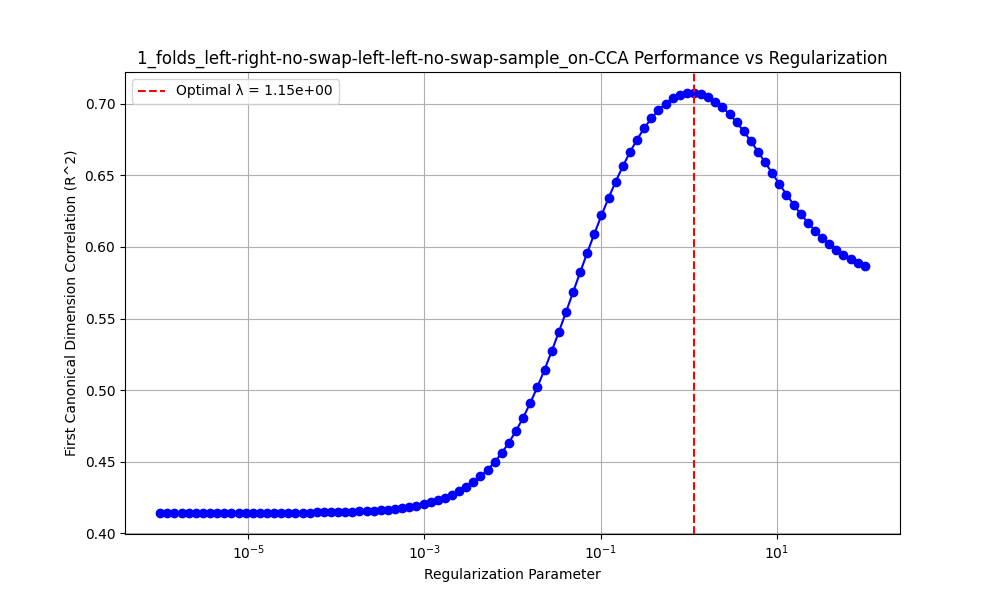 1_folds_left-right-no-swap-left-left-no-swap-sample_on-CCA Performance vs Regularization
Optimal λ = 1.15e+00
First Canonical Dimension Correlation (R^2)
0.70
0.65
0.60
0.55
0.50
0.45
0.40
10⁻⁵
10⁻³
10⁻¹
10¹
Regularization Parameter